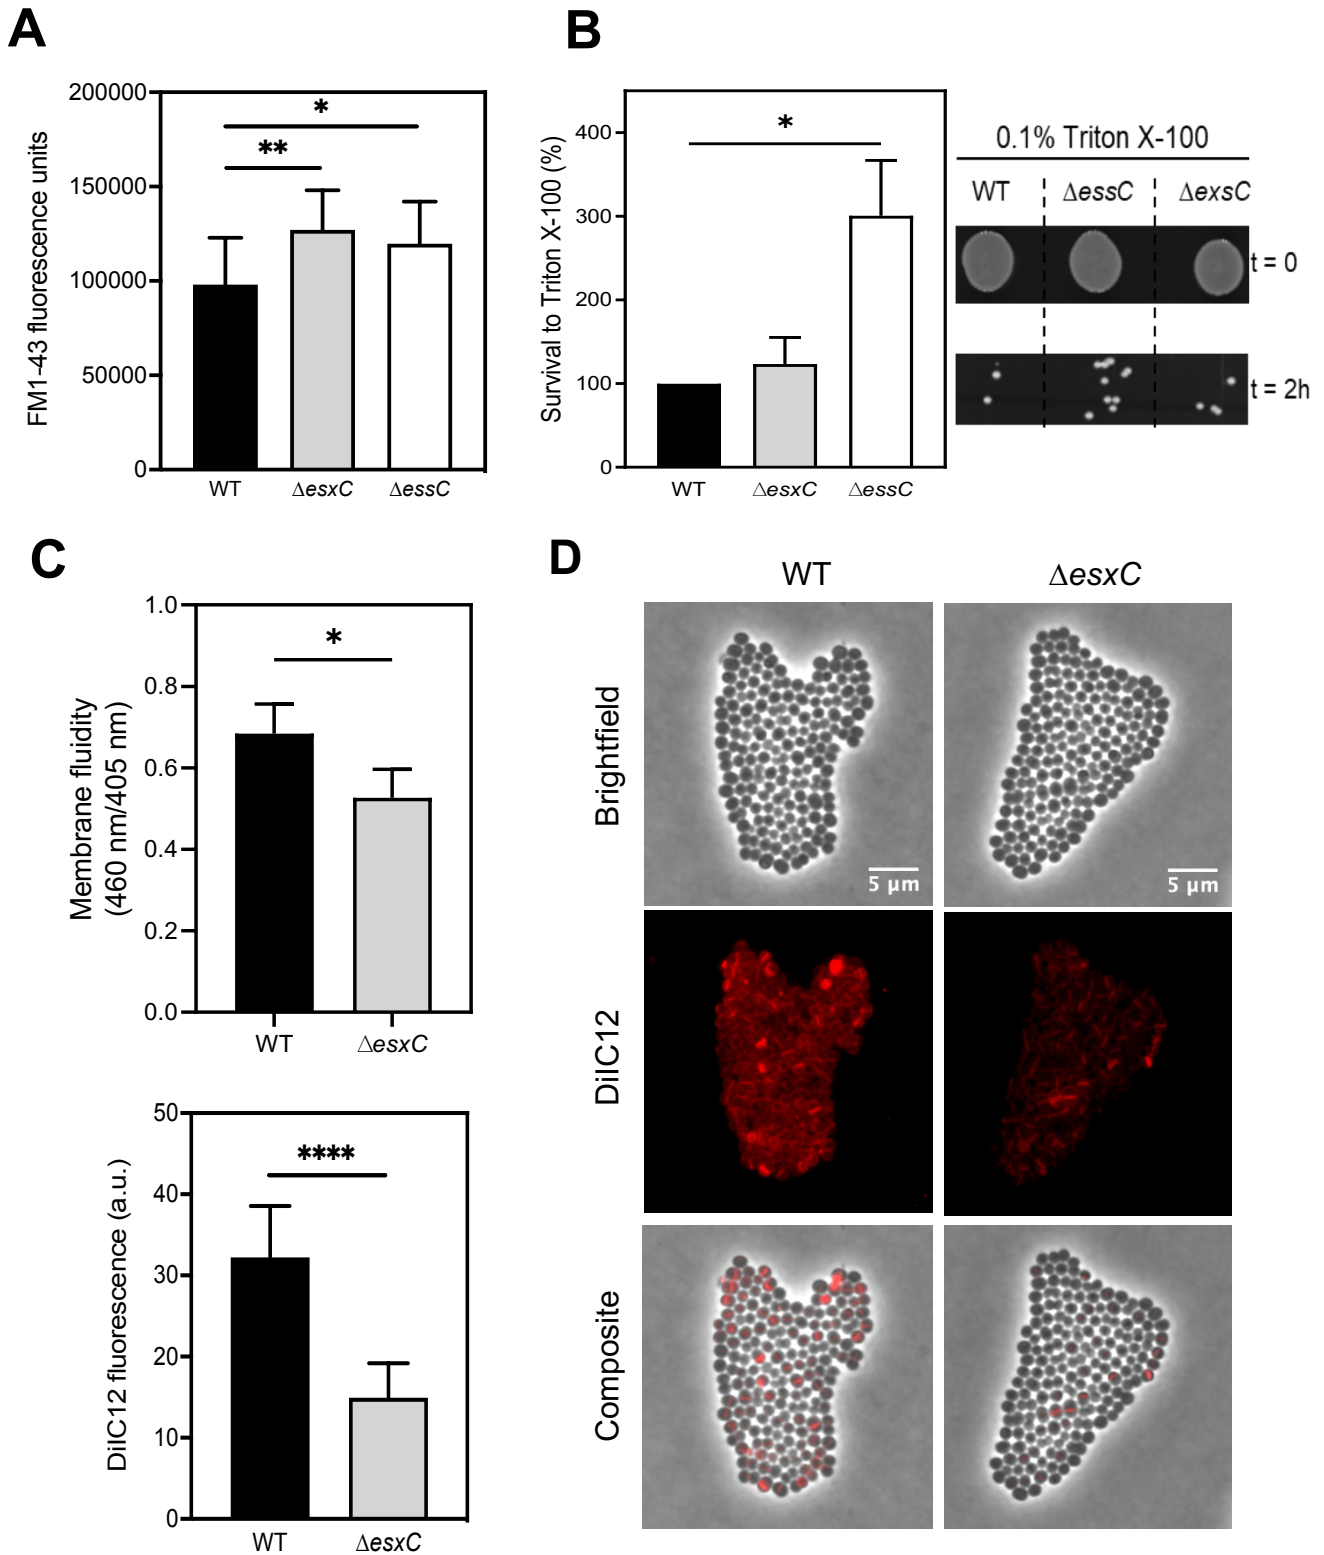 A
200000
150000
100000
50000
0
FM1-43 fluorescence units
*
**
WT
ΔesxC
ΔessC
B
400
300
200
100
0
Survival to Triton X-100 (%)
*
WT
ΔesxC
ΔessC
0.1% Triton X-100
WT
ΔessC
ΔexsC
t = 0
t = 2h
C
1.0
0.8
0.6
0.4
0.2
0.0
Membrane fluidity
(460 nm/405 nm)
*
WT
ΔesxC
50
40
30
20
10
0
DilC12 fluorescence (a.u.)
****
WT
ΔesxC
D
WT
ΔesxC
Brightfield
5 µm
5 µm
DilC12
Composite